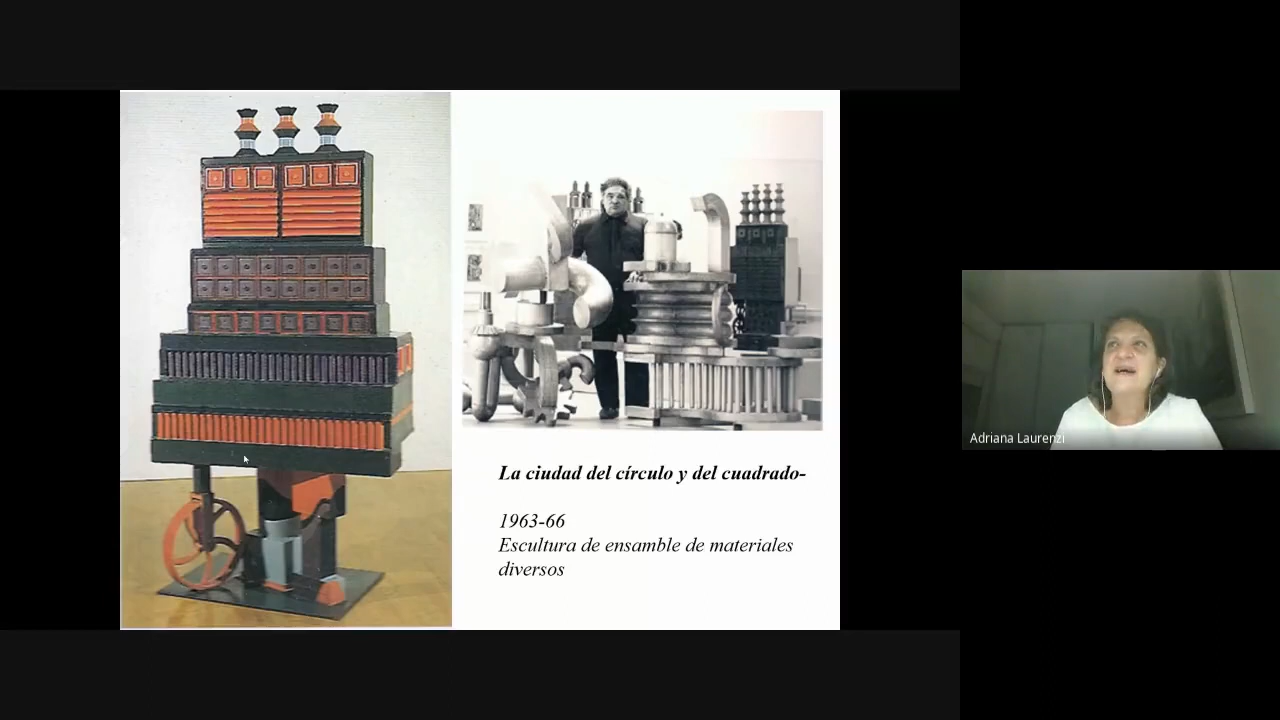 La ciudad del círculo y del cuadrado-
1963-66
Escultura de ensamble de materiales
diversos
Adriana Laurenzi